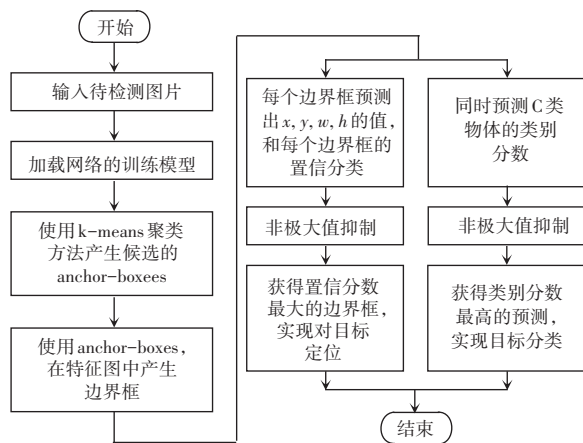 开始
输入待检测图片
加载网络的训练模型
使用k-means聚类
方法产生候选的
anchor-boxees
使用anchor-boxes，
在特征图中产生
边界框
每个边界框预测
出x, y, w, h的值，
和每个边界框的
置信分类
非极大值抑制
获得置信分数
最大的边界框，
实现对目标
定位
同时预测C类
物体的类别
分数
非极大值抑制
获得类别分数
最高的预测，
实现目标分类
结束